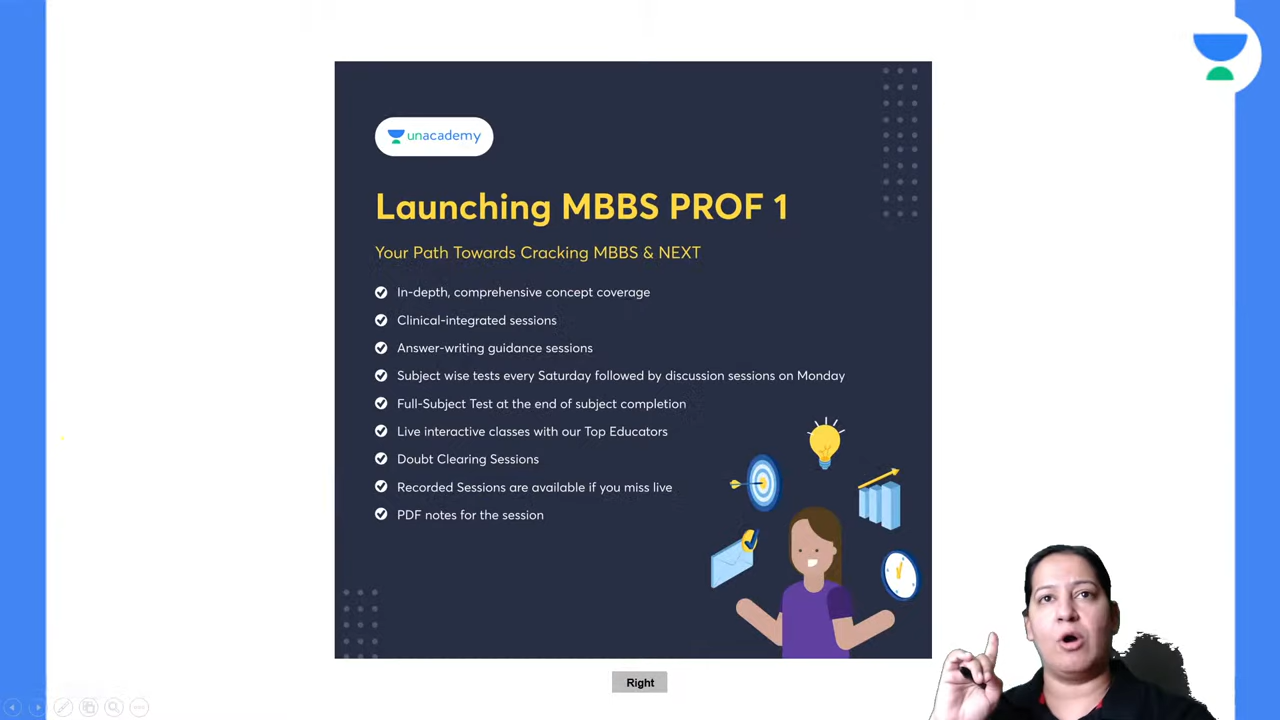 unacademy
Launching MBBS PROF 1
Your Path Towards Cracking MBBS & NEXT
In-depth, comprehensive concept coverage
Clinical-integrated sessions
Answer-writing guidance sessions
Subject wise tests every Saturday followed by discussion sessions on Monday
Full-Subject Test at the end of subject completion
Live interactive classes with our Top Educators
Doubt Clearing Sessions
Recorded Sessions are available if you miss live
PDF notes for the session
Right